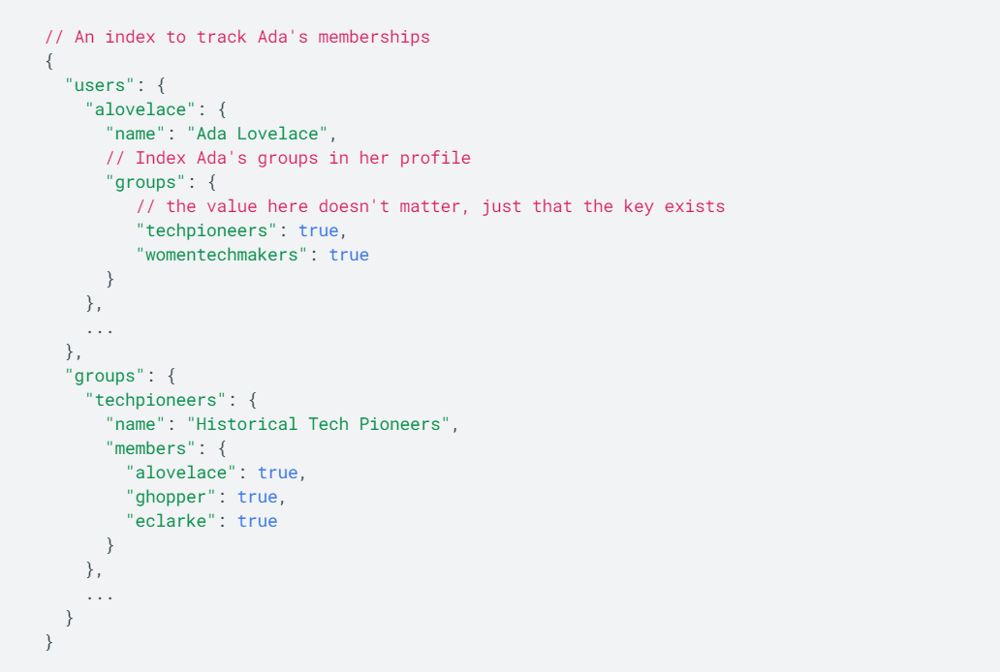 // An index to track Ada's memberships
{
  "users": {
    "alovelace": {
      "name": "Ada Lovelace",
      // Index Ada's groups in her profile
      "groups": {
         // the value here doesn't matter, just that the key exists
         "techpioneers": true,
         "womentechmakers": true
      }
    },
    ...
  },
  "groups": {
    "techpioneers": {
      "name": "Historical Tech Pioneers",
      "members": {
        "alovelace": true,
        "ghopper": true,
        "eclarke": true
      }
    },
    ...
  }
}